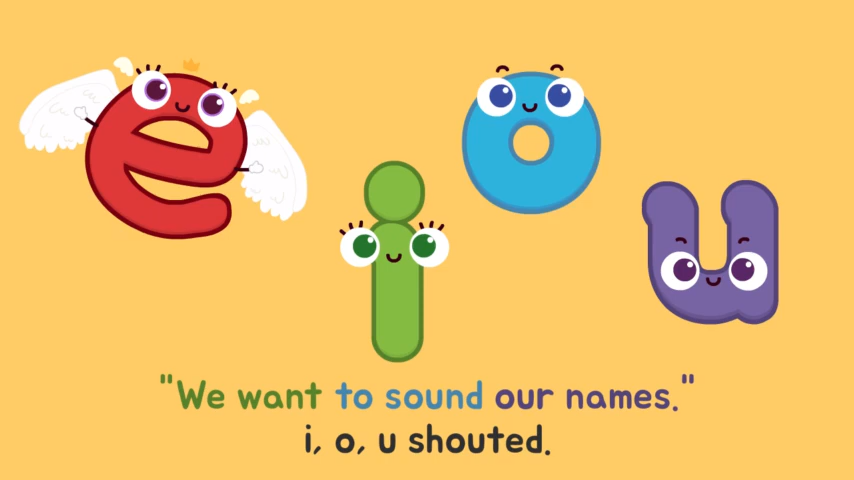 e i o u
"We want to sound our names."
i, o, u shouted.